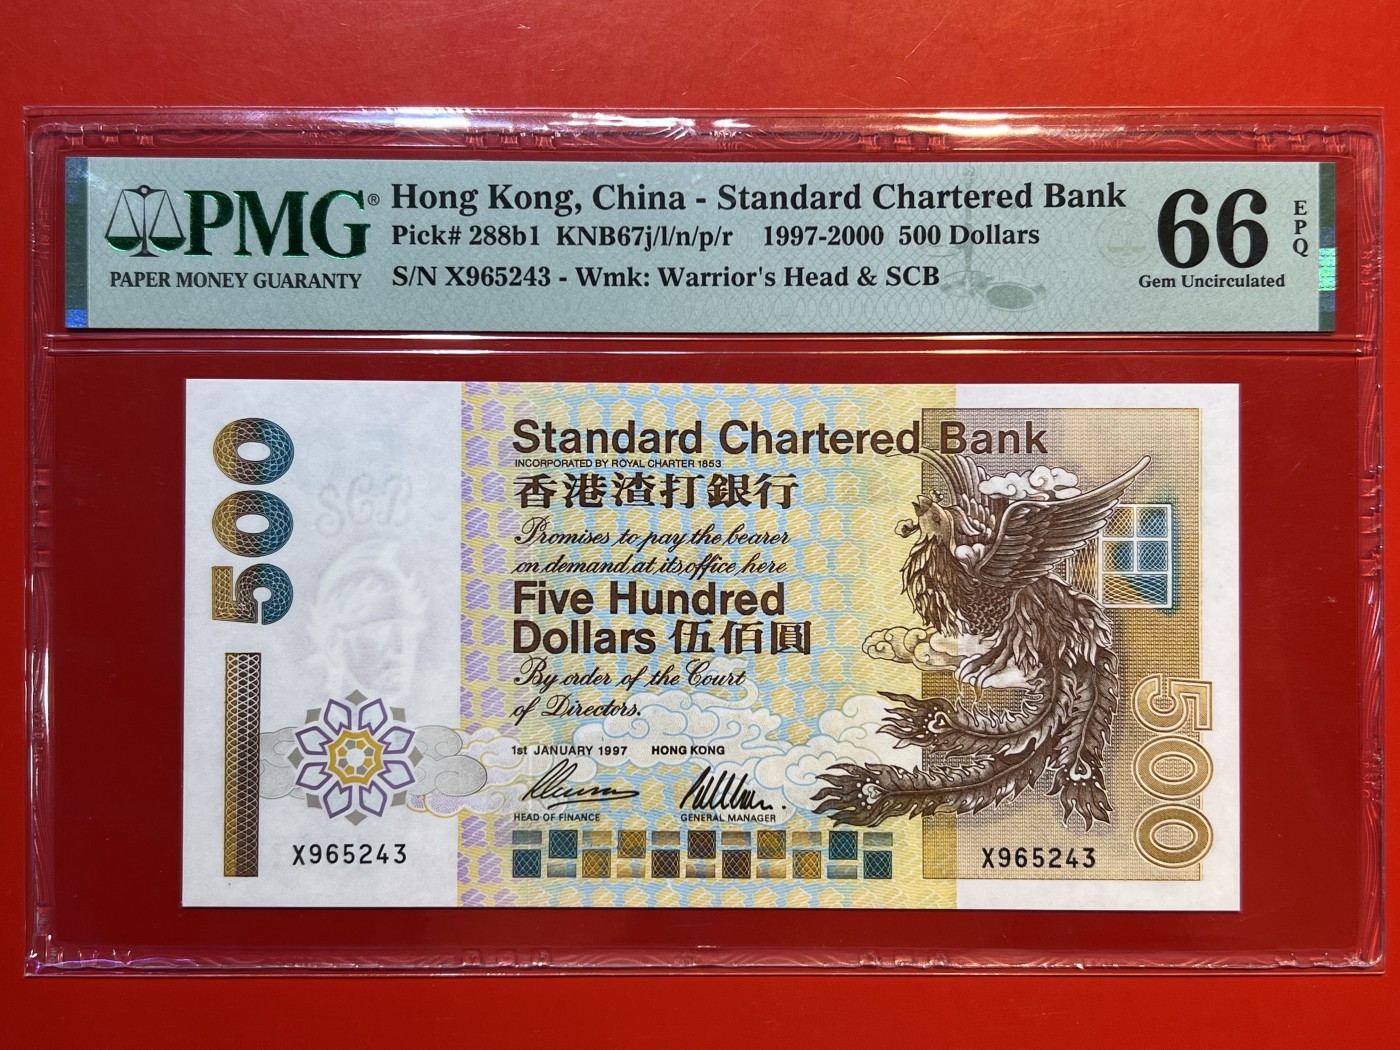 PMG®
PAPER MONEY GUARANTY
Hong Kong, China - Standard Chartered Bank
Pick# 288b1 KNB67j/l/n/p/r 1997-2000 500 Dollars
S/N X965243 - Wmk: Warrior's Head & SCB
66
EPQ
Gem Uncirculated
500
SCB
Standard Chartered Bank
INCORPORATED BY ROYAL CHARTER 1853
香港渣打銀行
Promises to pay the bearer
on demand at its office here
Five Hundred
Dollars 伍佰圓
By order of the Court
of Directors.
1st JANUARY 1997 HONG KONG
HEAD OF FINANCE GENERAL MANAGER
X965243
X965243
500